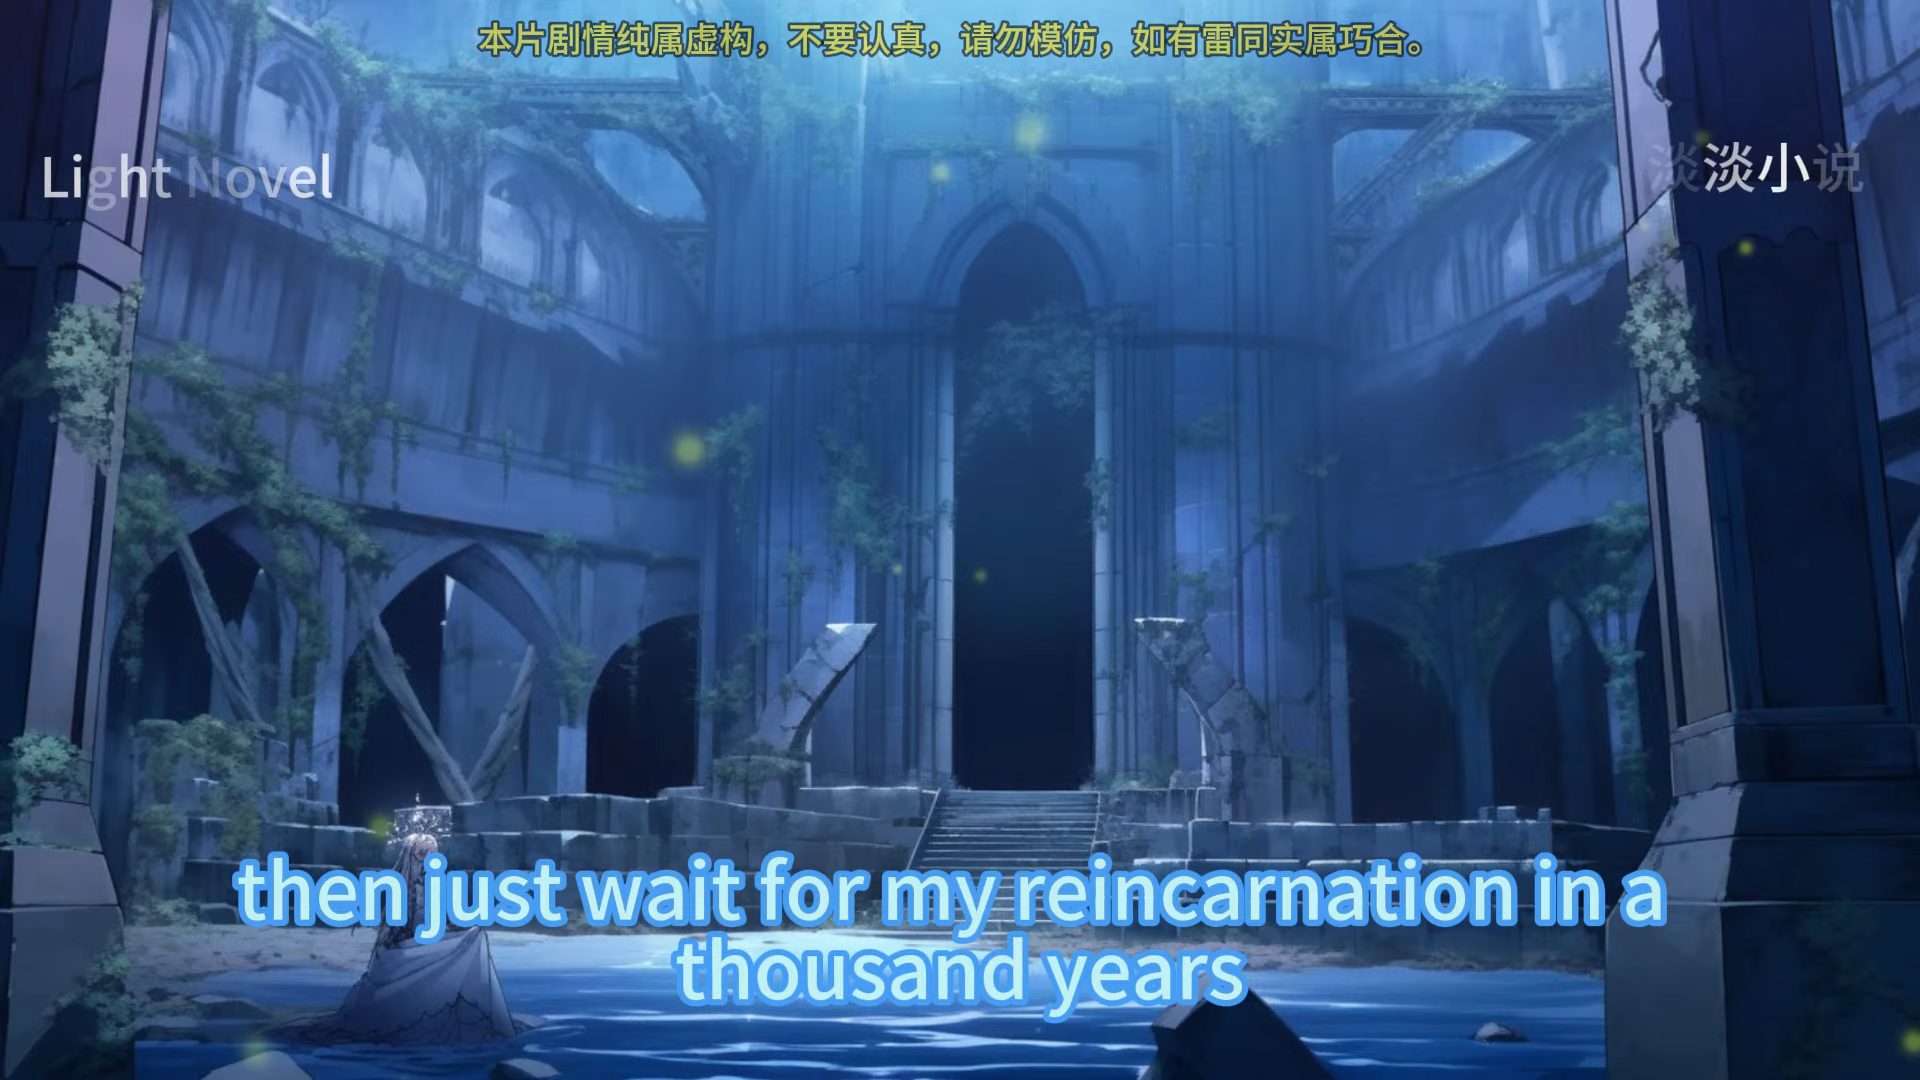 本片剧情纯属虚构，不要认真，请勿模仿，如有雷同实属巧合。
Light Novel
淡淡小说
then just wait for my reincarnation in a
thousand years